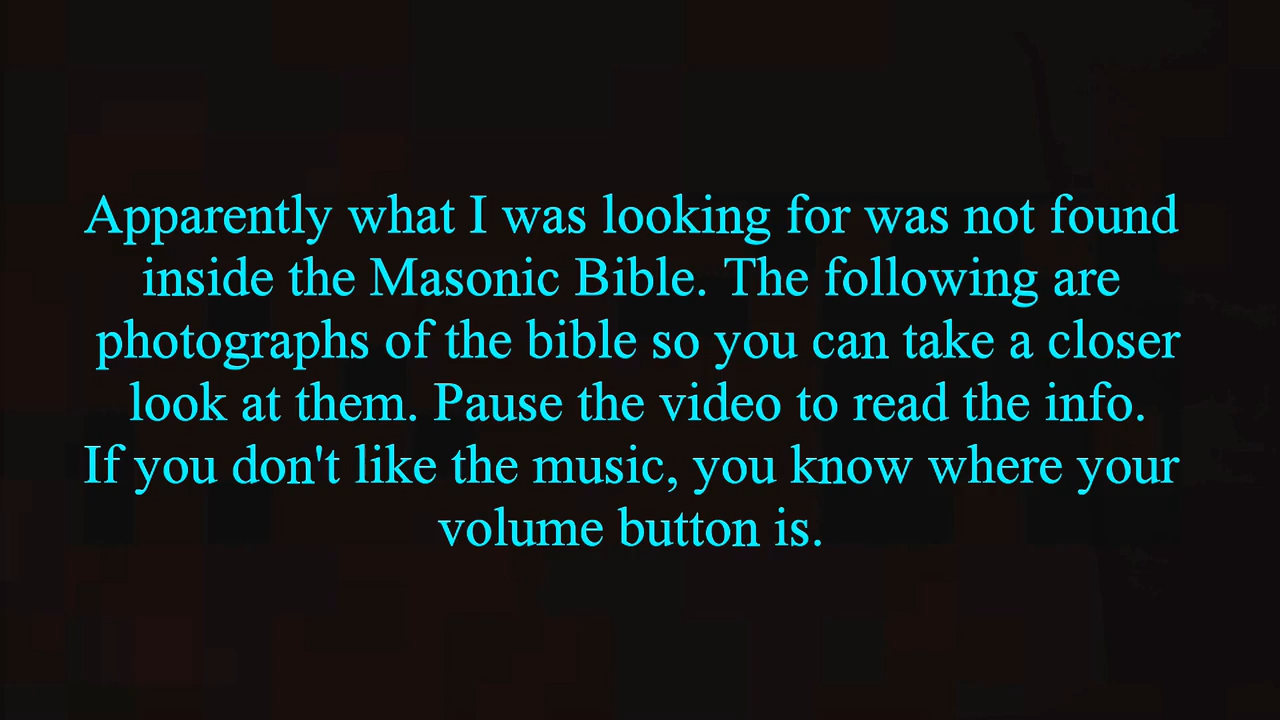 Apparently what I was looking for was not found
inside the Masonic Bible. The following are
photographs of the bible so you can take a closer
look at them. Pause the video to read the info.
If you don't like the music, you know where your
volume button is.